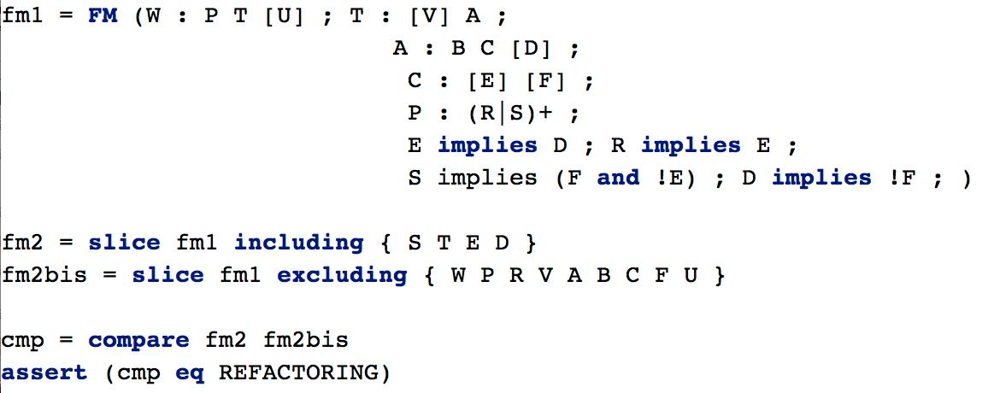 fm1 = FM (W : P T [U] ; T : [V] A ;
A : B C [D] ;
C : [E] [F] ;
P : (R|S)+ ;
E implies D ; R implies E ;
S implies (F and !E) ; D implies !F ; )
fm2 = slice fm1 including { S T E D }
fm2bis = slice fm1 excluding { W P R V A B C F U }
cmp = compare fm2 fm2bis
assert (cmp eq REFACTORING)